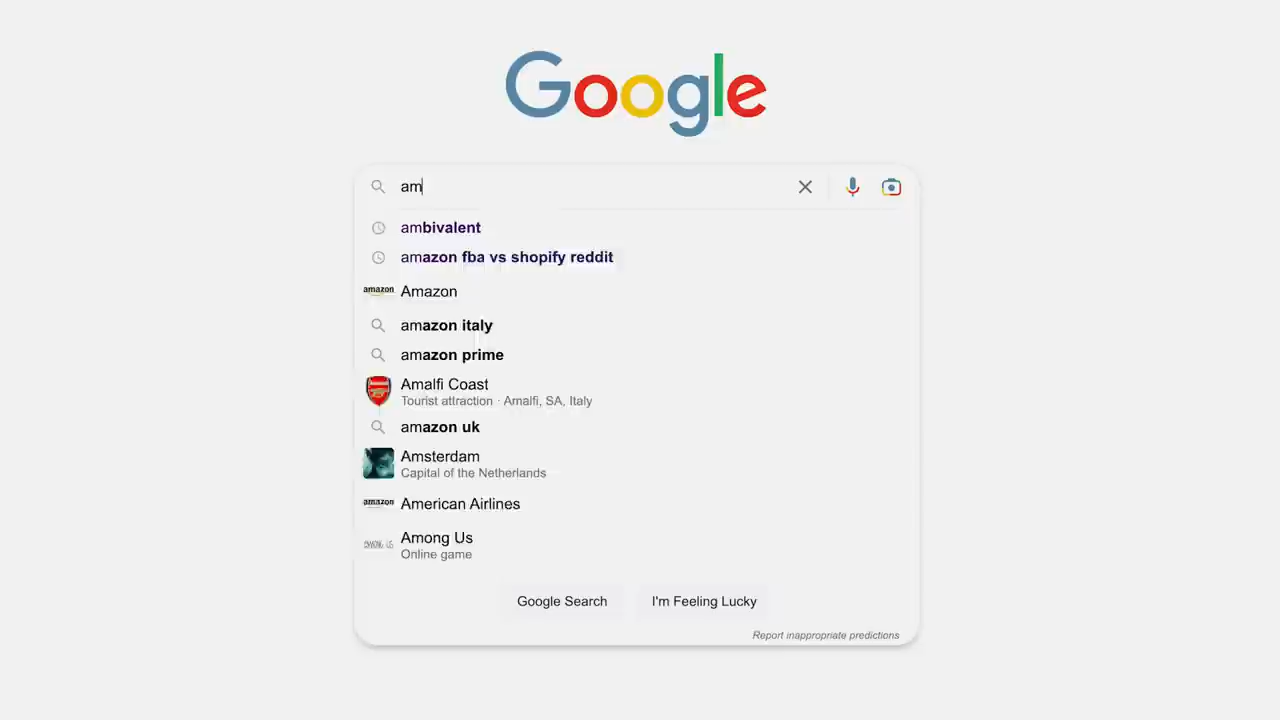 Google
am
ambivalent
amazon fba vs shopify reddit
amazon Amazon
amazon italy
amazon prime
Amalfi Coast
Tourist attraction · Amalfi, SA, Italy
amazon uk
Amsterdam
Capital of the Netherlands
amazon American Airlines
Among Us
Online game
Google Search I'm Feeling Lucky
Report inappropriate predictions